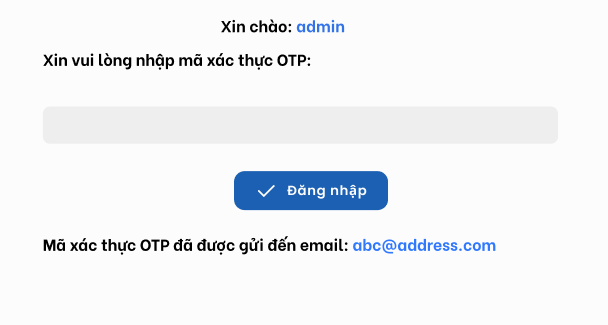 Xin chào: admin
Xin vui lòng nhập mã xác thực OTP:
Đăng nhập
Mã xác thực OTP đã được gửi đến email: abc@address.com